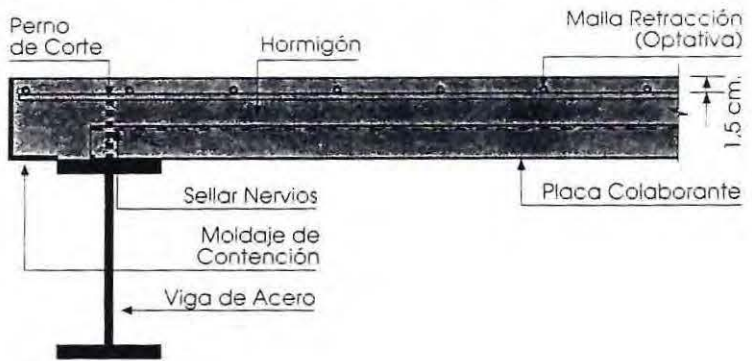 Perno
de Corte
Hormigón
Malla Retracción
(Optativa)
1.5 cm.
Sellar Nervios
Placa Colaborante
Moldaje de
Contención
Viga de Acero